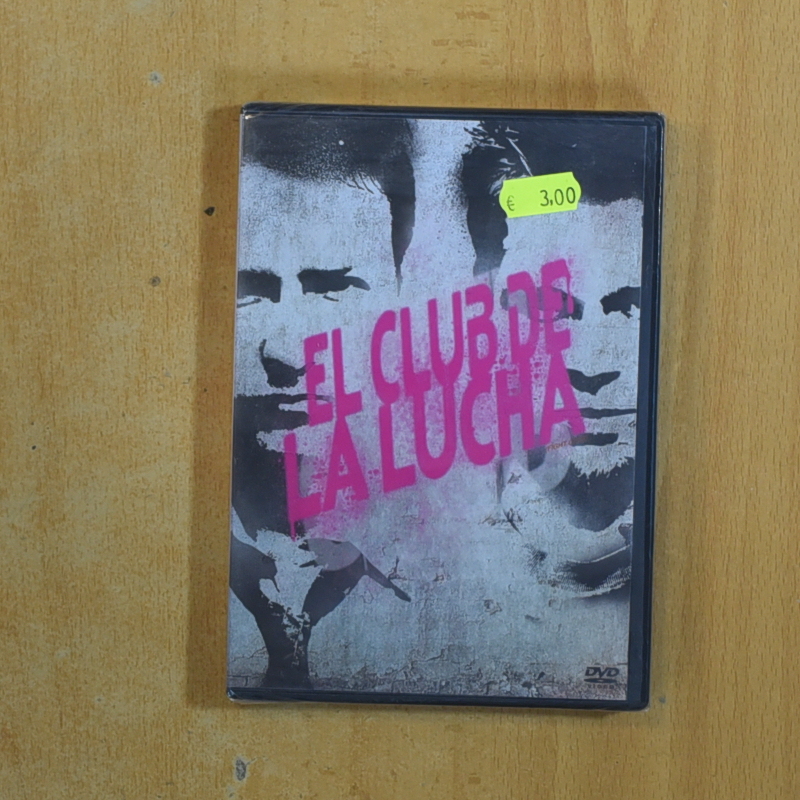 € 3,00
EL CLUB DE
LA LUCHA
DVD